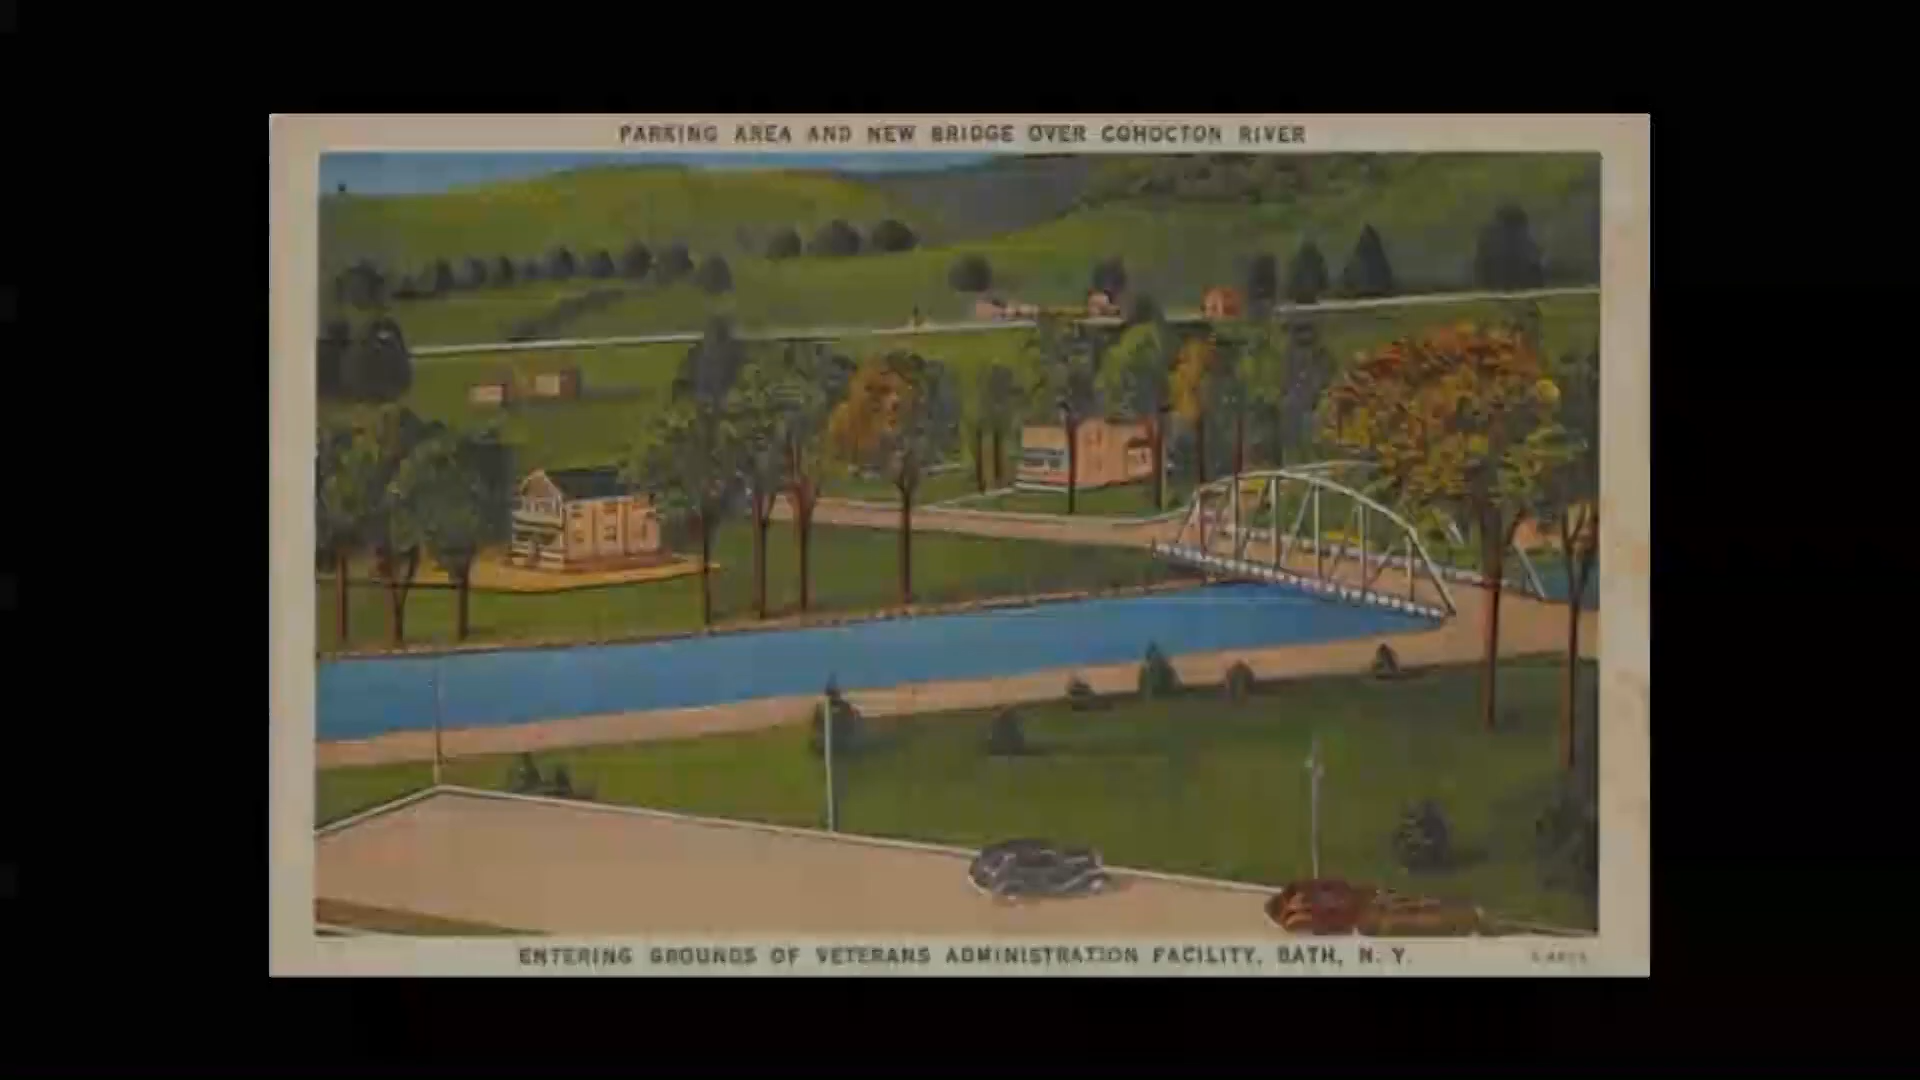 PARKING AREA AND NEW BRIDGE OVER COHOCTON RIVER
ENTERING GROUNDS OF VETERANS ADMINISTRATION FACILITY, BATH, N. Y.